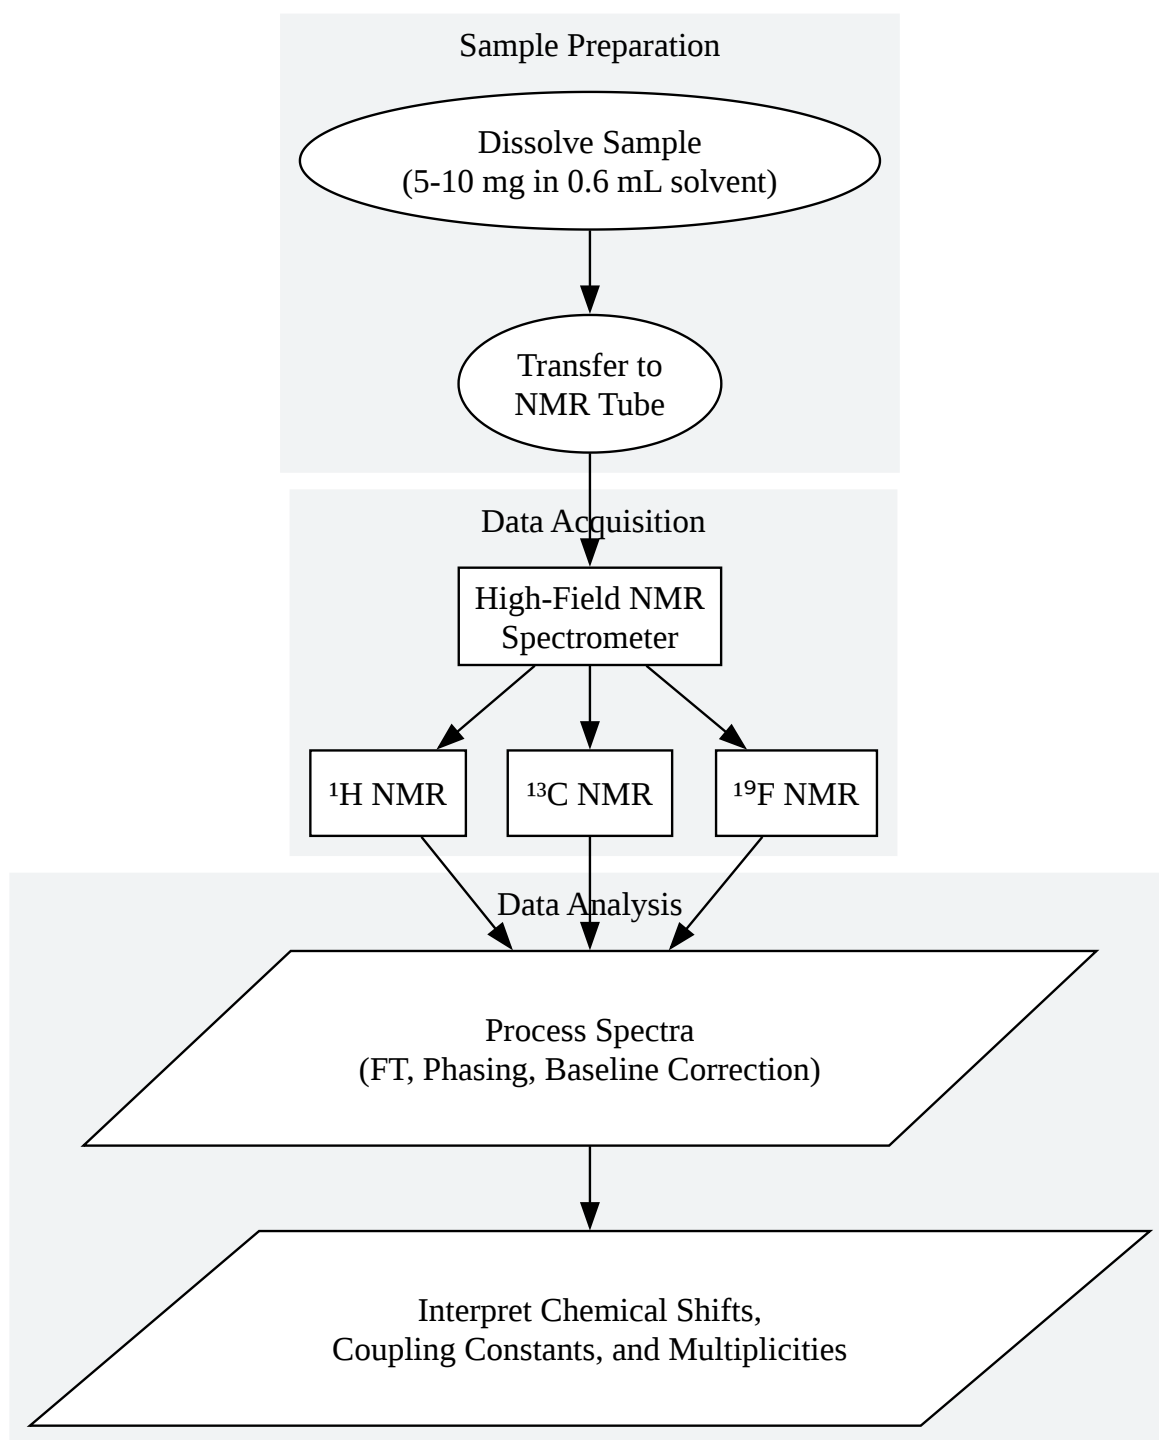 Sample Preparation
Dissolve Sample
(5-10 mg in 0.6 mL solvent)
Transfer to
NMR Tube
Data Acquisition
High-Field NMR
Spectrometer
¹H NMR
¹³C NMR
¹⁹F NMR
Data Analysis
Process Spectra
(FT, Phasing, Baseline Correction)
Interpret Chemical Shifts,
Coupling Constants, and Multiplicities